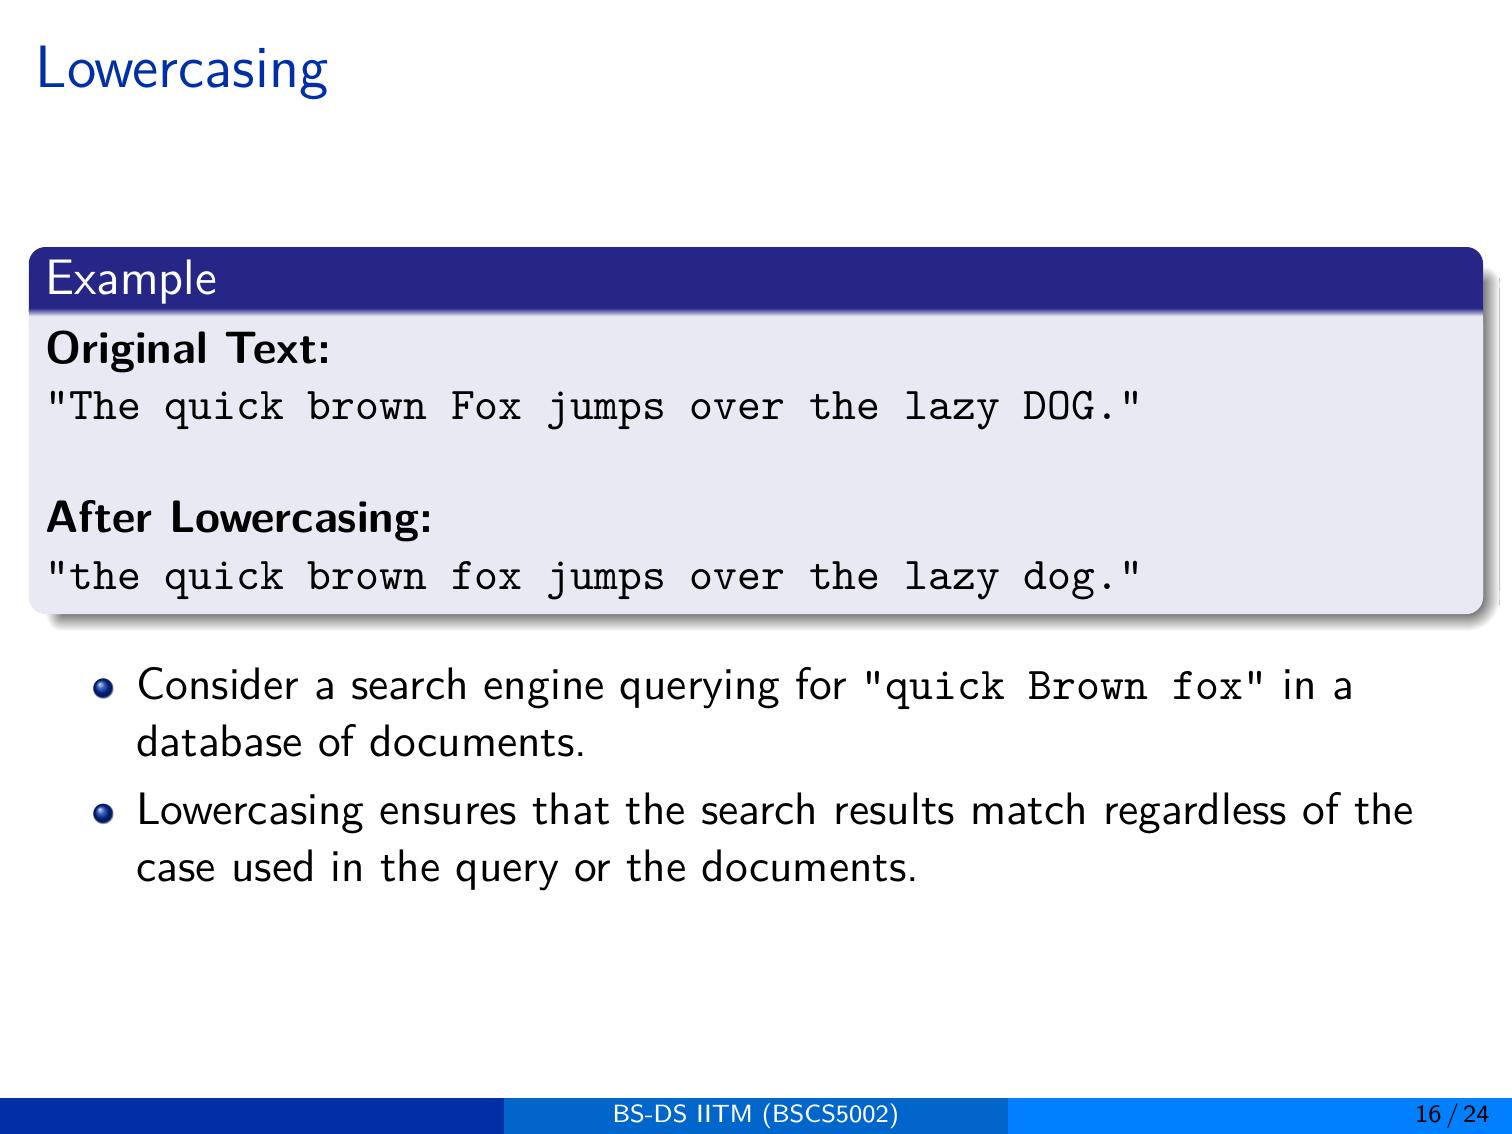 Lowercasing
Example
Original Text:
"The quick brown Fox jumps over the lazy DOG."
After Lowercasing:
"the quick brown fox jumps over the lazy dog."
Consider a search engine querying for "quick Brown fox" in a
database of documents.
Lowercasing ensures that the search results match regardless of the
case used in the query or the documents.
BS-DS IITM (BSCS5002)
16 / 24